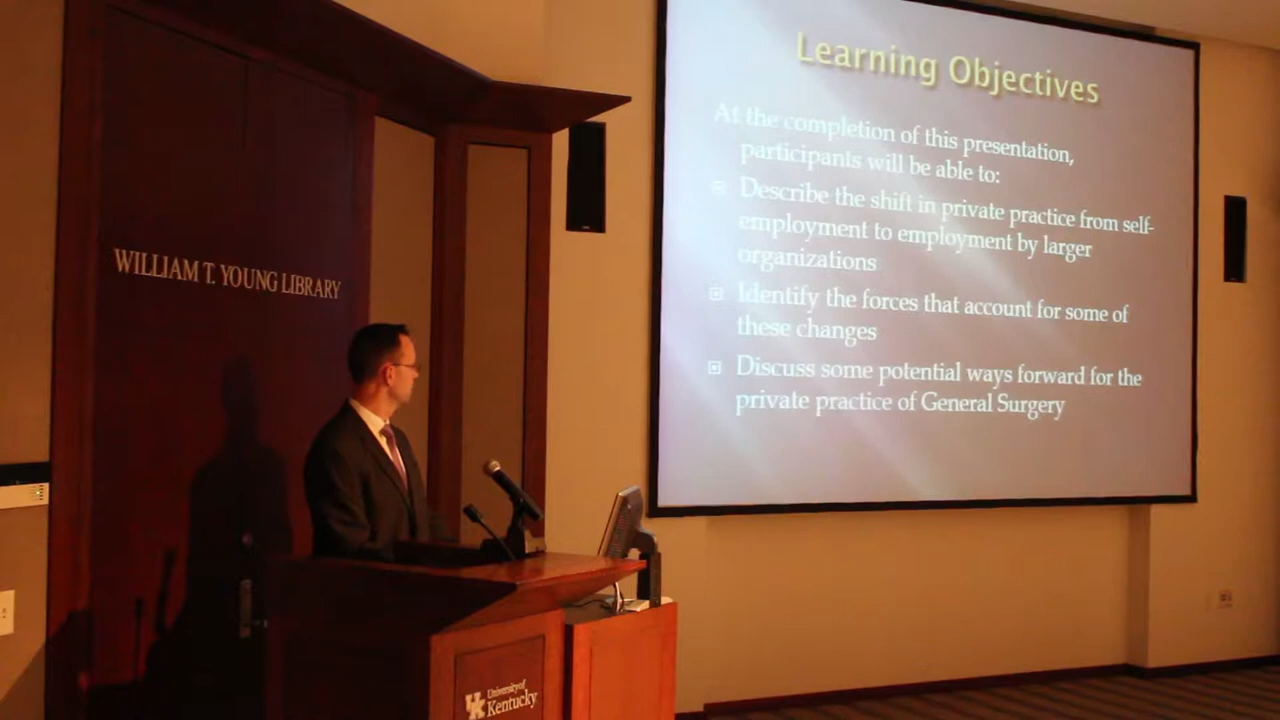 Learning Objectives
At the completion of this presentation,
participants will be able to:
Describe the shift in private practice from self-
employment to employment by larger
organizations
Identify the forces that account for some of
these changes
Discuss some potential ways forward for the
private practice of General Surgery
WILLIAM T. YOUNG LIBRARY
UK
University of
Kentucky